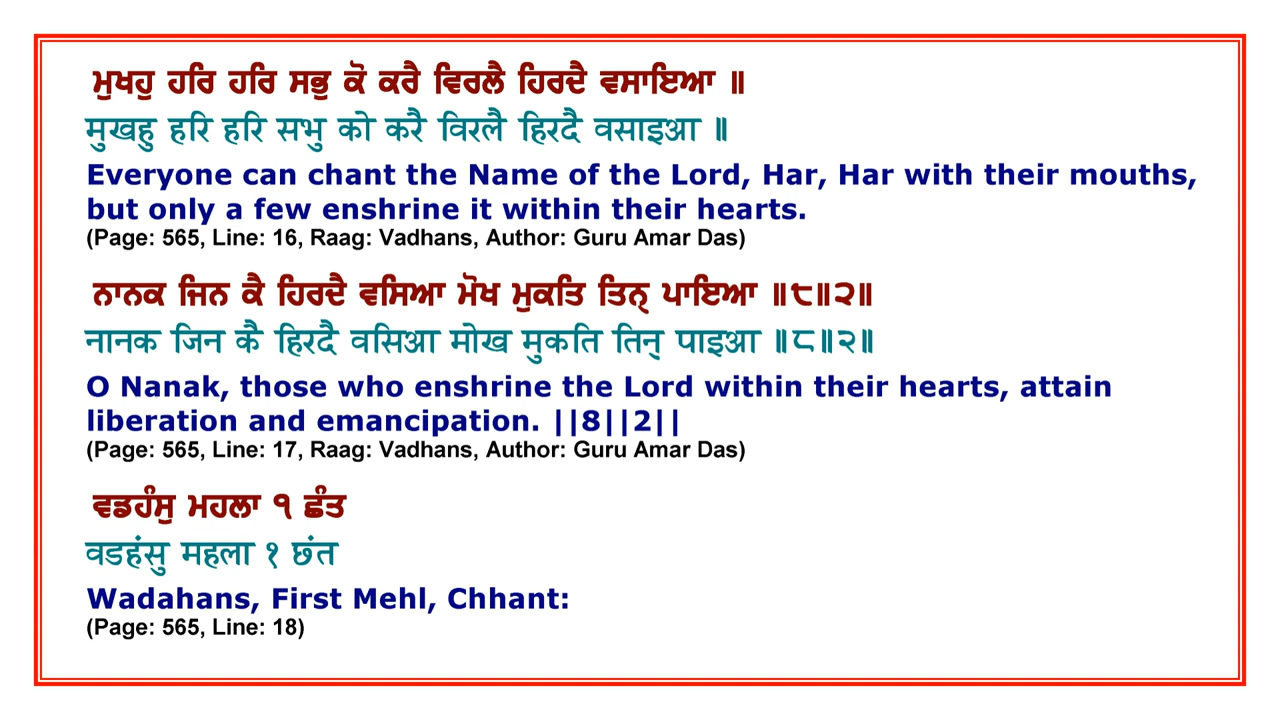 ਮੁਖਹੁ ਹਰਿ ਹਰਿ ਸਭੁ ਕੋ ਕਰੈ ਵਿਰਲੈ ਹਿਰਦੈ ਵਸਾਇਆ ॥
मुखहु हरि हरि सभु को करै विरलै हिरदै वसाइआ ॥
Everyone can chant the Name of the Lord, Har, Har with their mouths,
but only a few enshrine it within their hearts.
(Page: 565, Line: 16, Raag: Vadhans, Author: Guru Amar Das)
ਨਾਨਕ ਜਿਨ ਕੈ ਹਿਰਦੈ ਵਸਿਆ ਮੋਖ ਮੁਕਤਿ ਤਿਨ੍ ਪਾਇਆ ॥੮॥੨॥
नानक जिन कै हिरदै वसिआ मोख मुकति तिन् पाइआ ॥८॥२॥
O Nanak, those who enshrine the Lord within their hearts, attain
liberation and emancipation. ||8||2||
(Page: 565, Line: 17, Raag: Vadhans, Author: Guru Amar Das)
ਵਡਹੰਸੁ ਮਹਲਾ ੧ ਛੰਤ
वडहंसु महला १ छंत
Wadahans, First Mehl, Chhant:
(Page: 565, Line: 18)